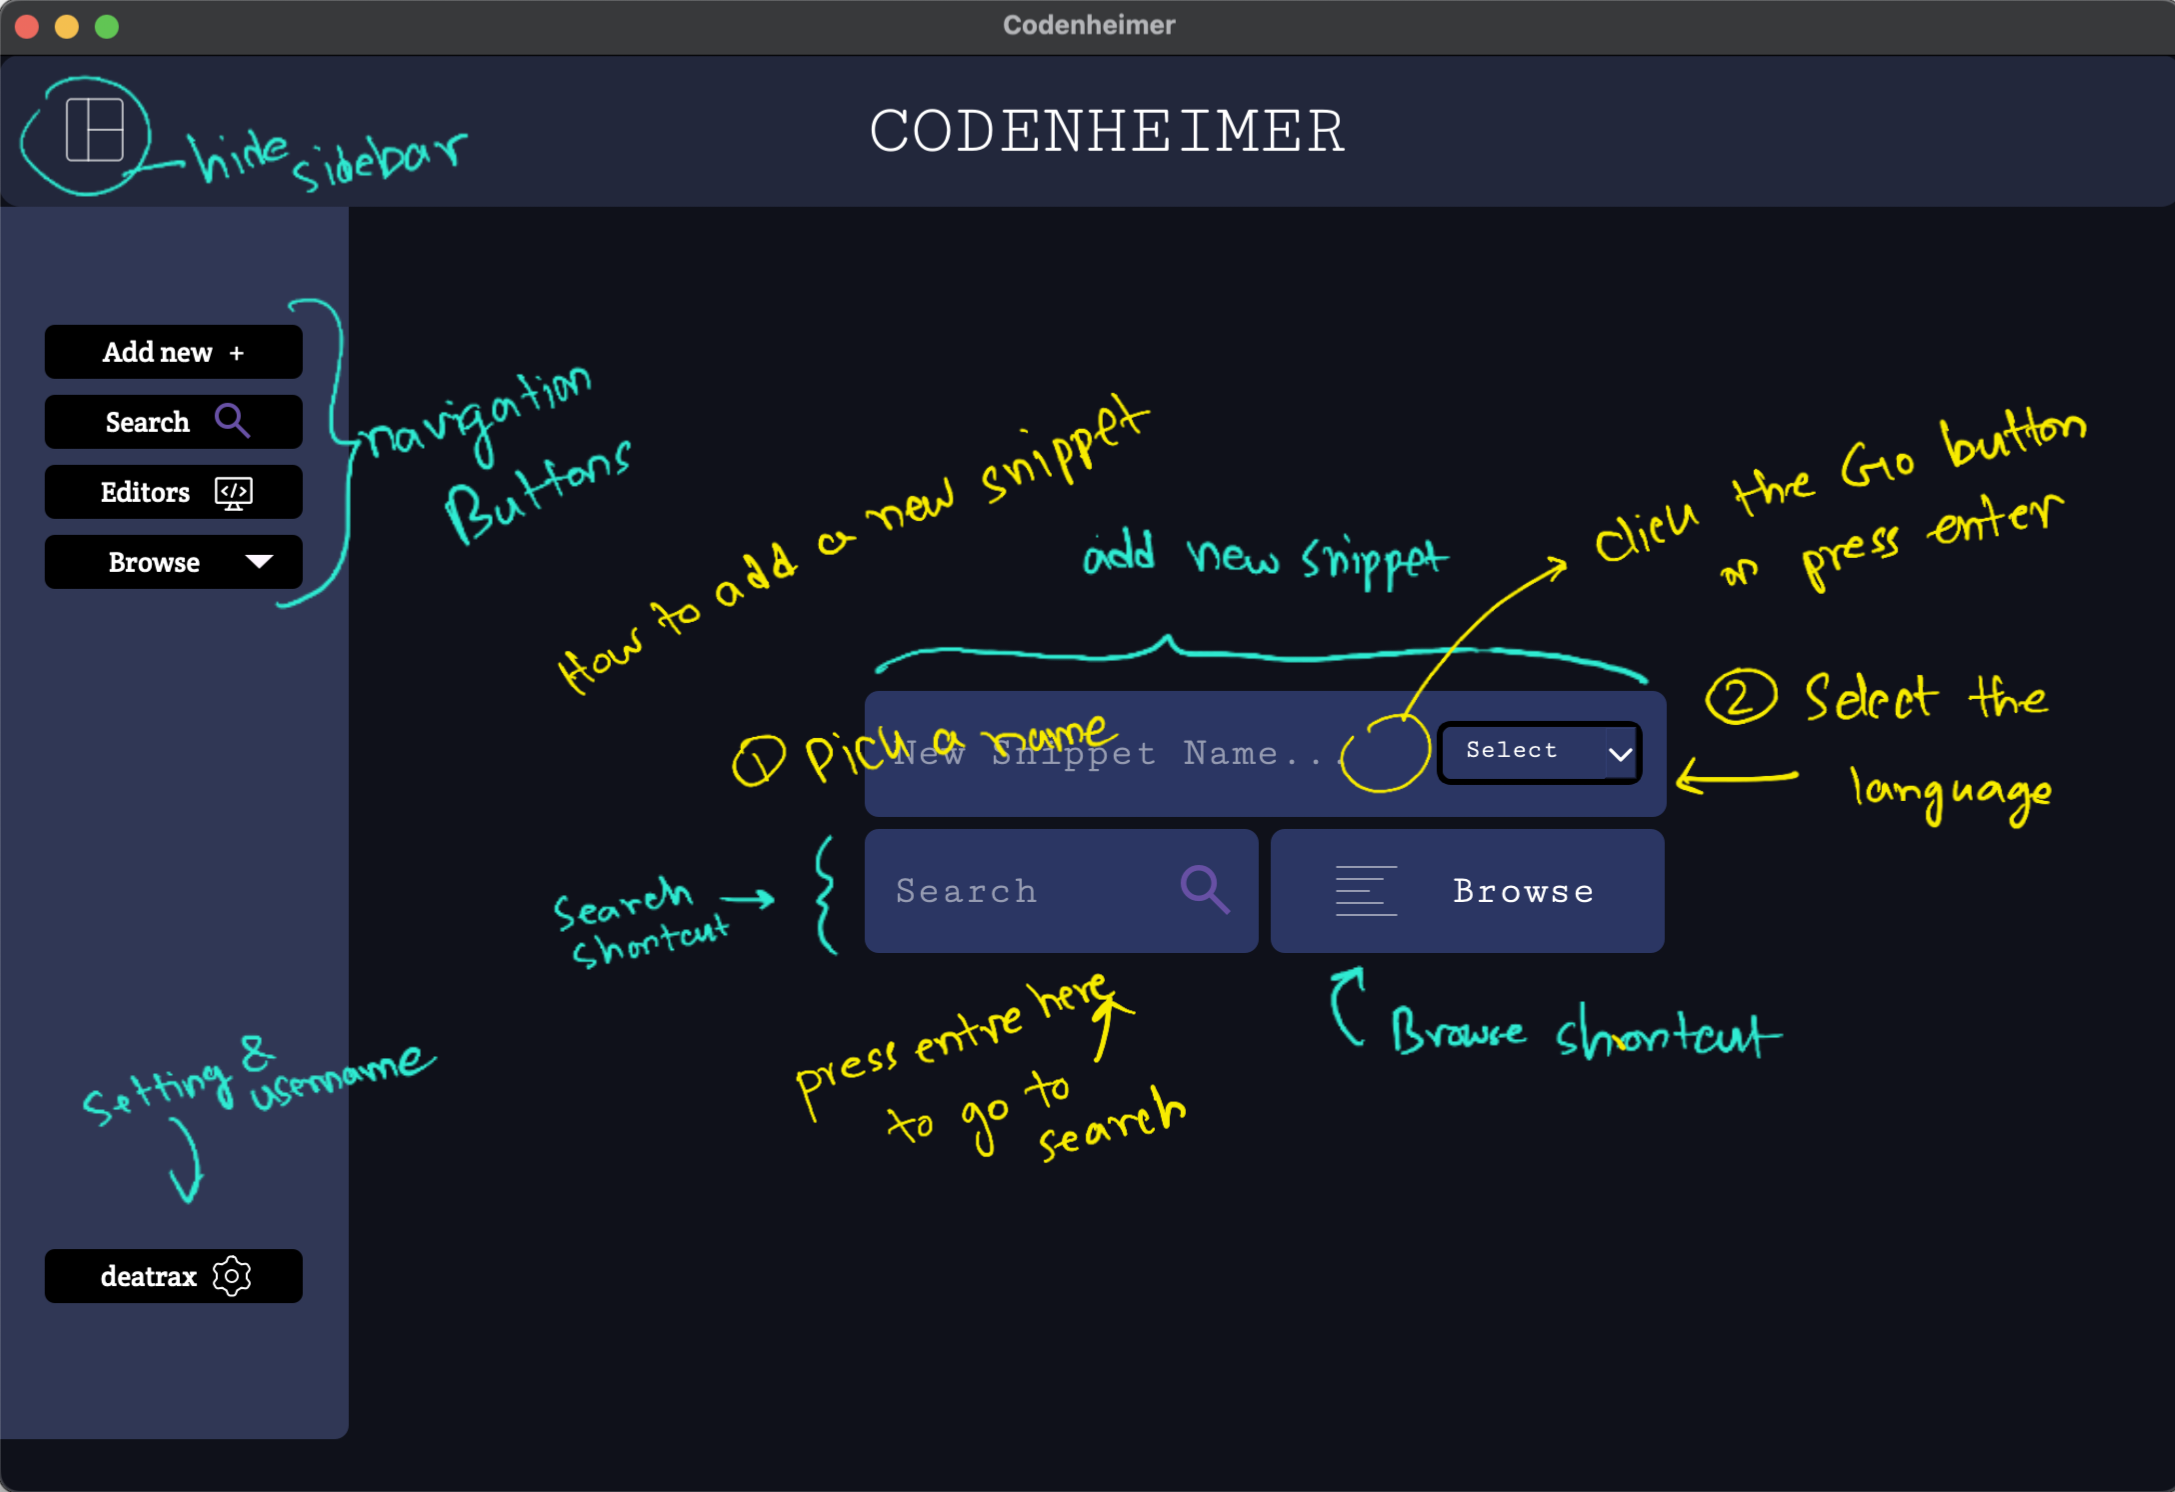 Codenheimer
CODENHEIMER
hide sidebar
Add new +
Search
Editors </>
Browse
navigation
Buttons
How to add a new snippet
add new snippet
click the Go button
or press enter
① Pick a name
New Snippet Name...
Select
② Select the
language
Search
shortcut
Search
Browse
press entre here
to go to
search
Browse shrontcut
Setting &
username
deatrax